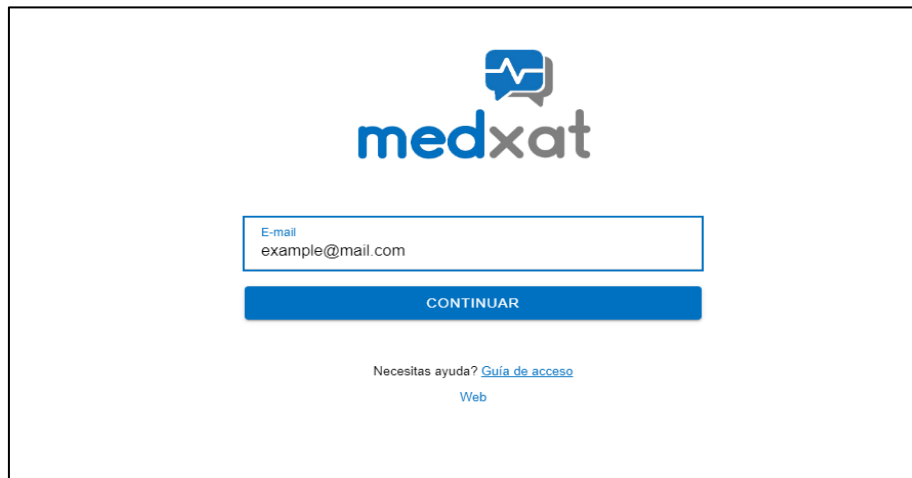 medxat
E-mail
example@mail.com
CONTINUAR
Necesitas ayuda? Guía de acceso
Web